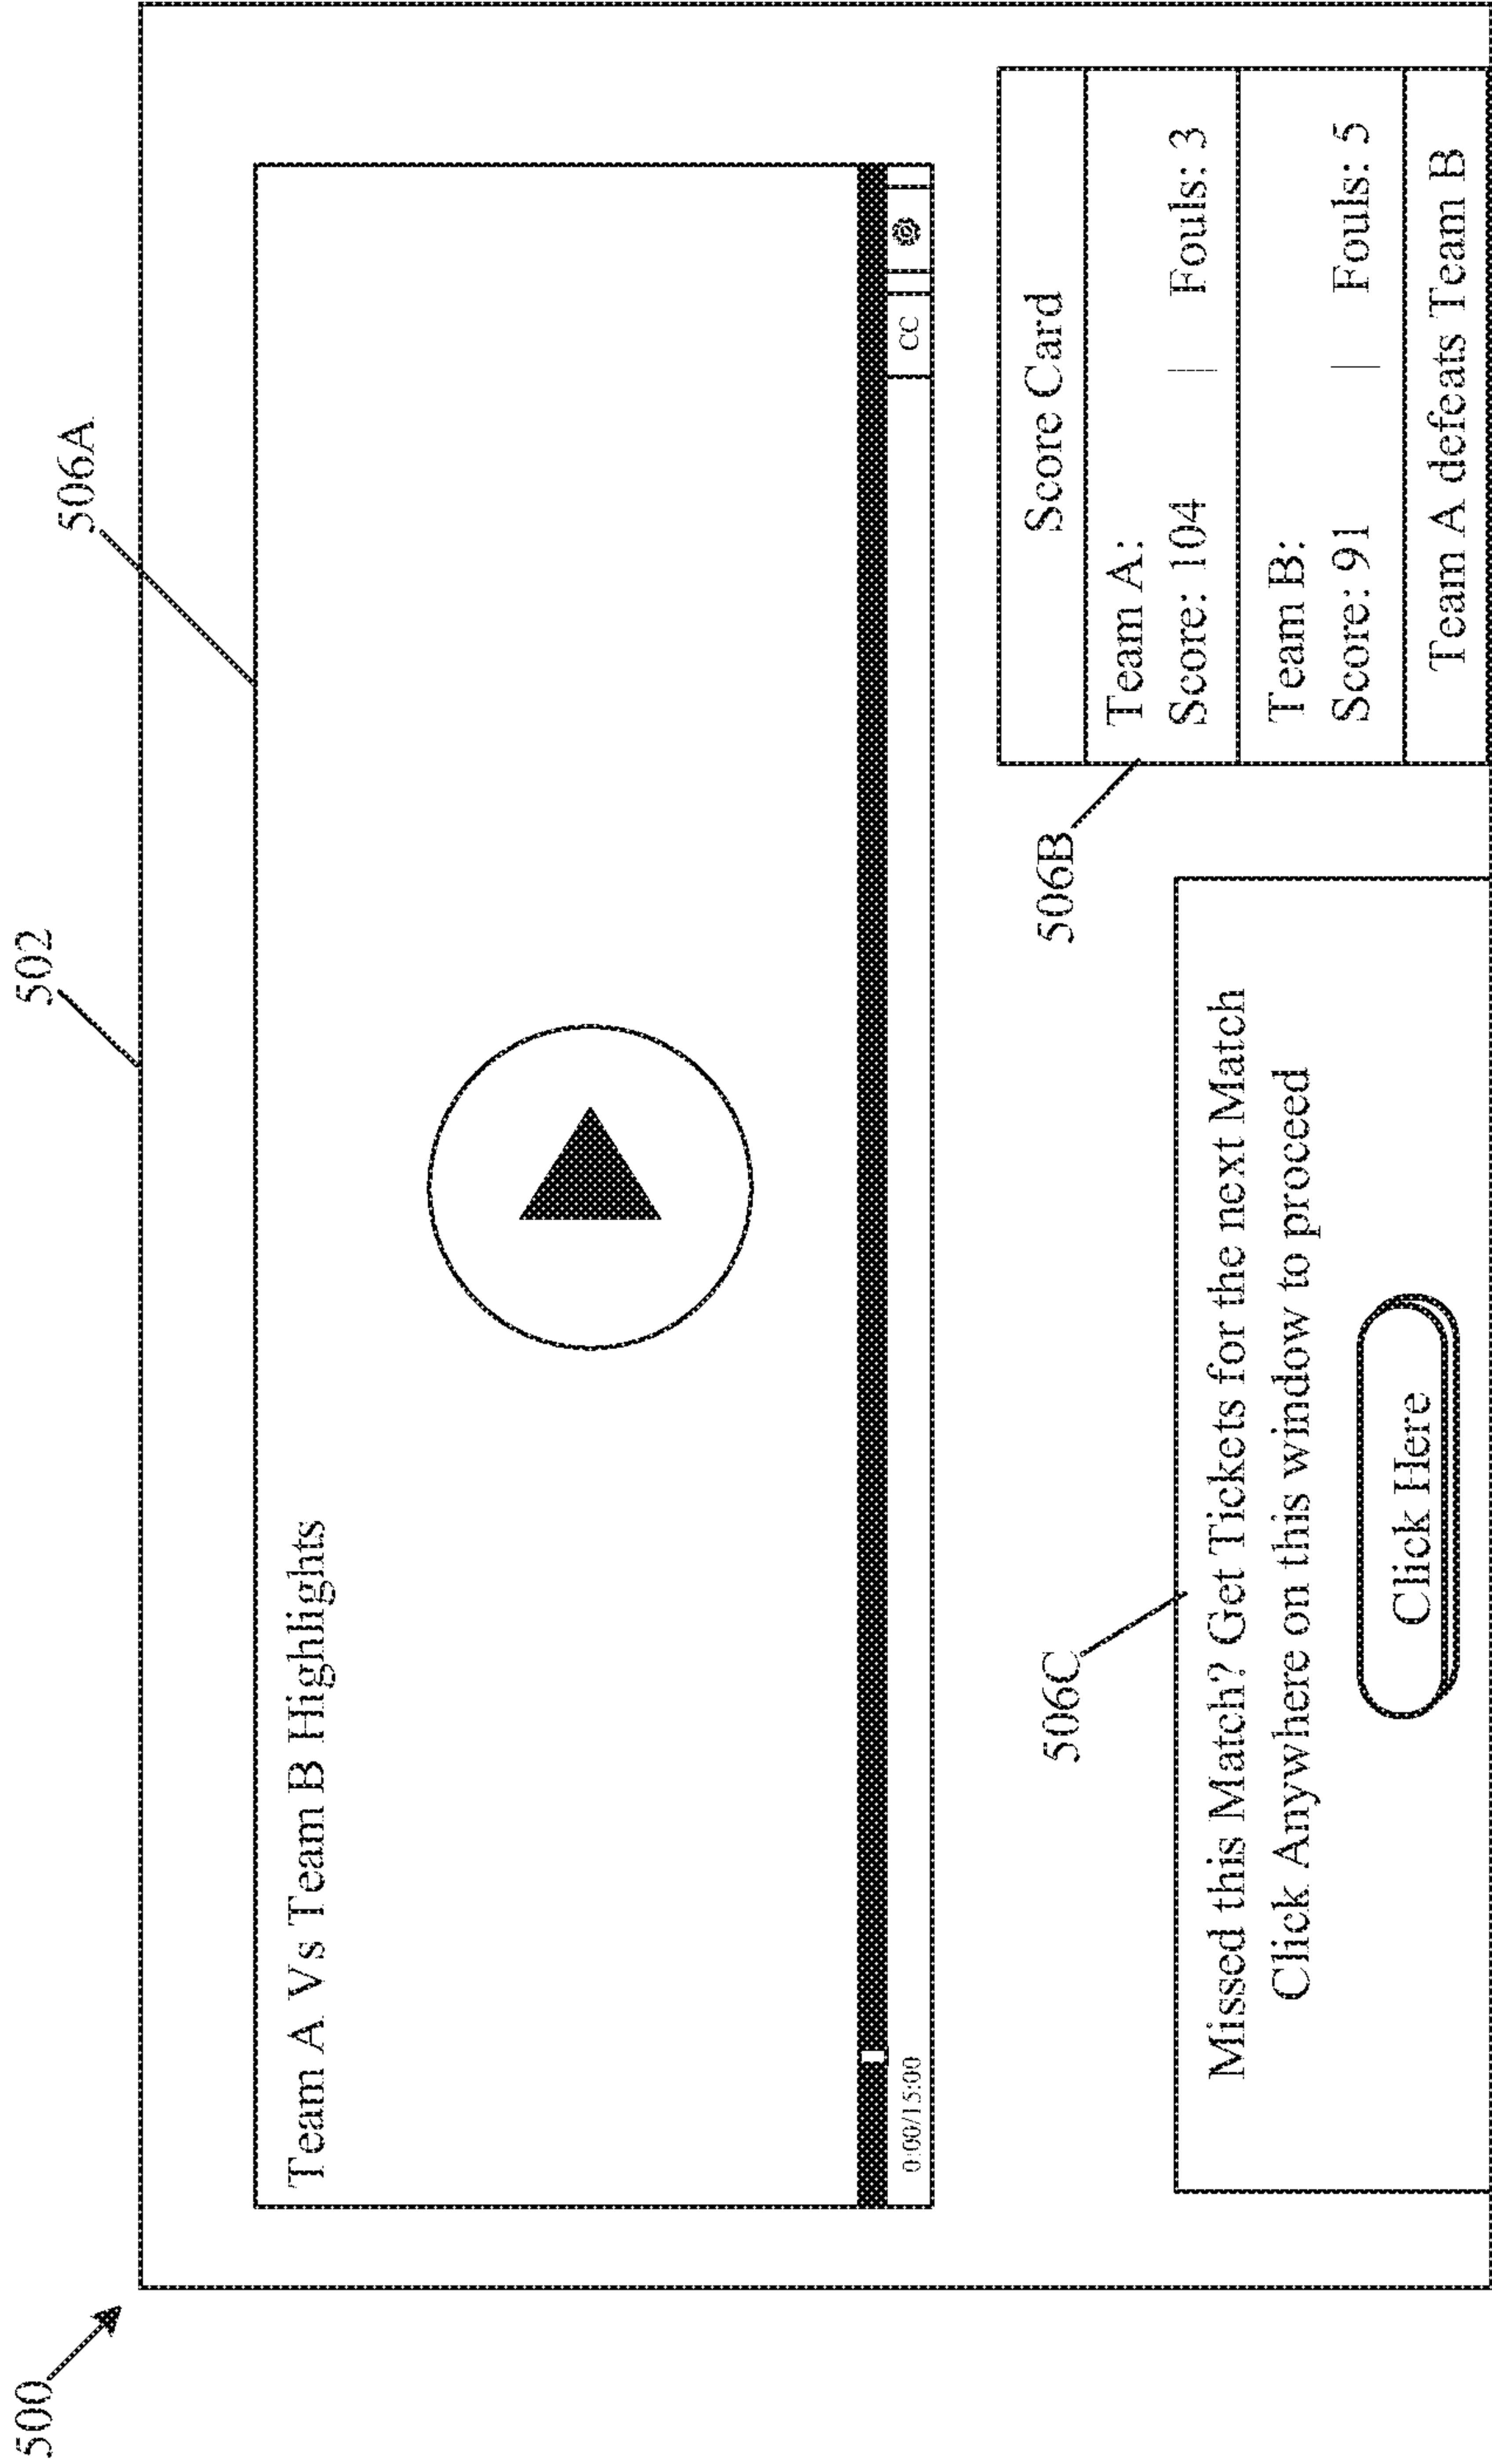 500
502
506A
Team A Vs Team B Highlights
0:00/15:00
CC
506C
Missed this Match? Get Tickets for the next Match
Click Anywhere on this window to proceed
Click Here
506B
Score Card
Team A:
Score: 104 | Fouls: 3
Team B:
Score: 91 | Fouls: 5
Team A defeats Team B